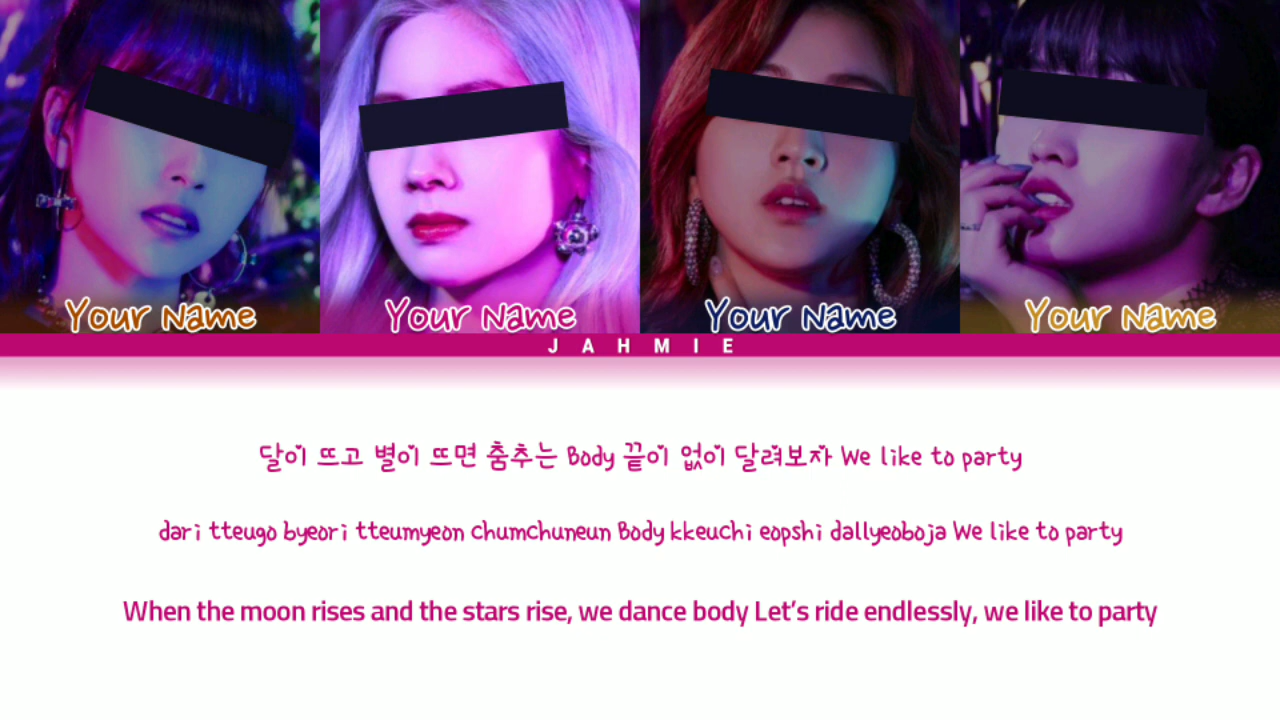 Your Name Your Name Your Name Your Name
JAHMIE
달이 뜨고 별이 뜨면 춤추는 Body 끝이 없이 달려보자 We like to party
dari tteugo byeori tteumyeon chumchuneun Body kkeuchi eopshi dallyeoboja We like to party
When the moon rises and the stars rise, we dance body Let's ride endlessly, we like to party